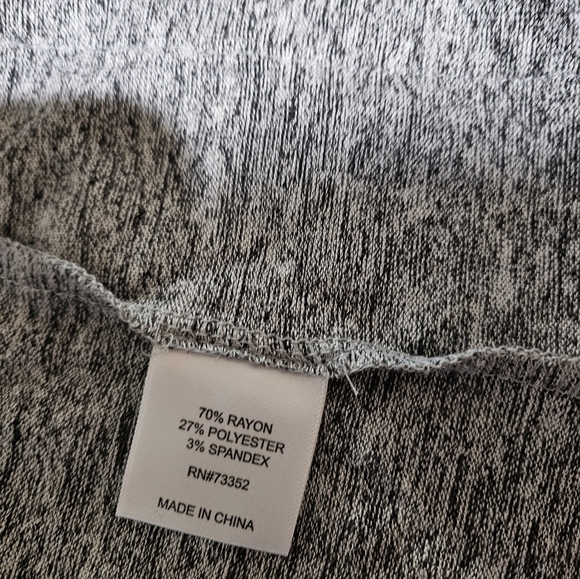 70% RAYON
27% POLYESTER
3% SPANDEX
RN#73352
MADE IN CHINA